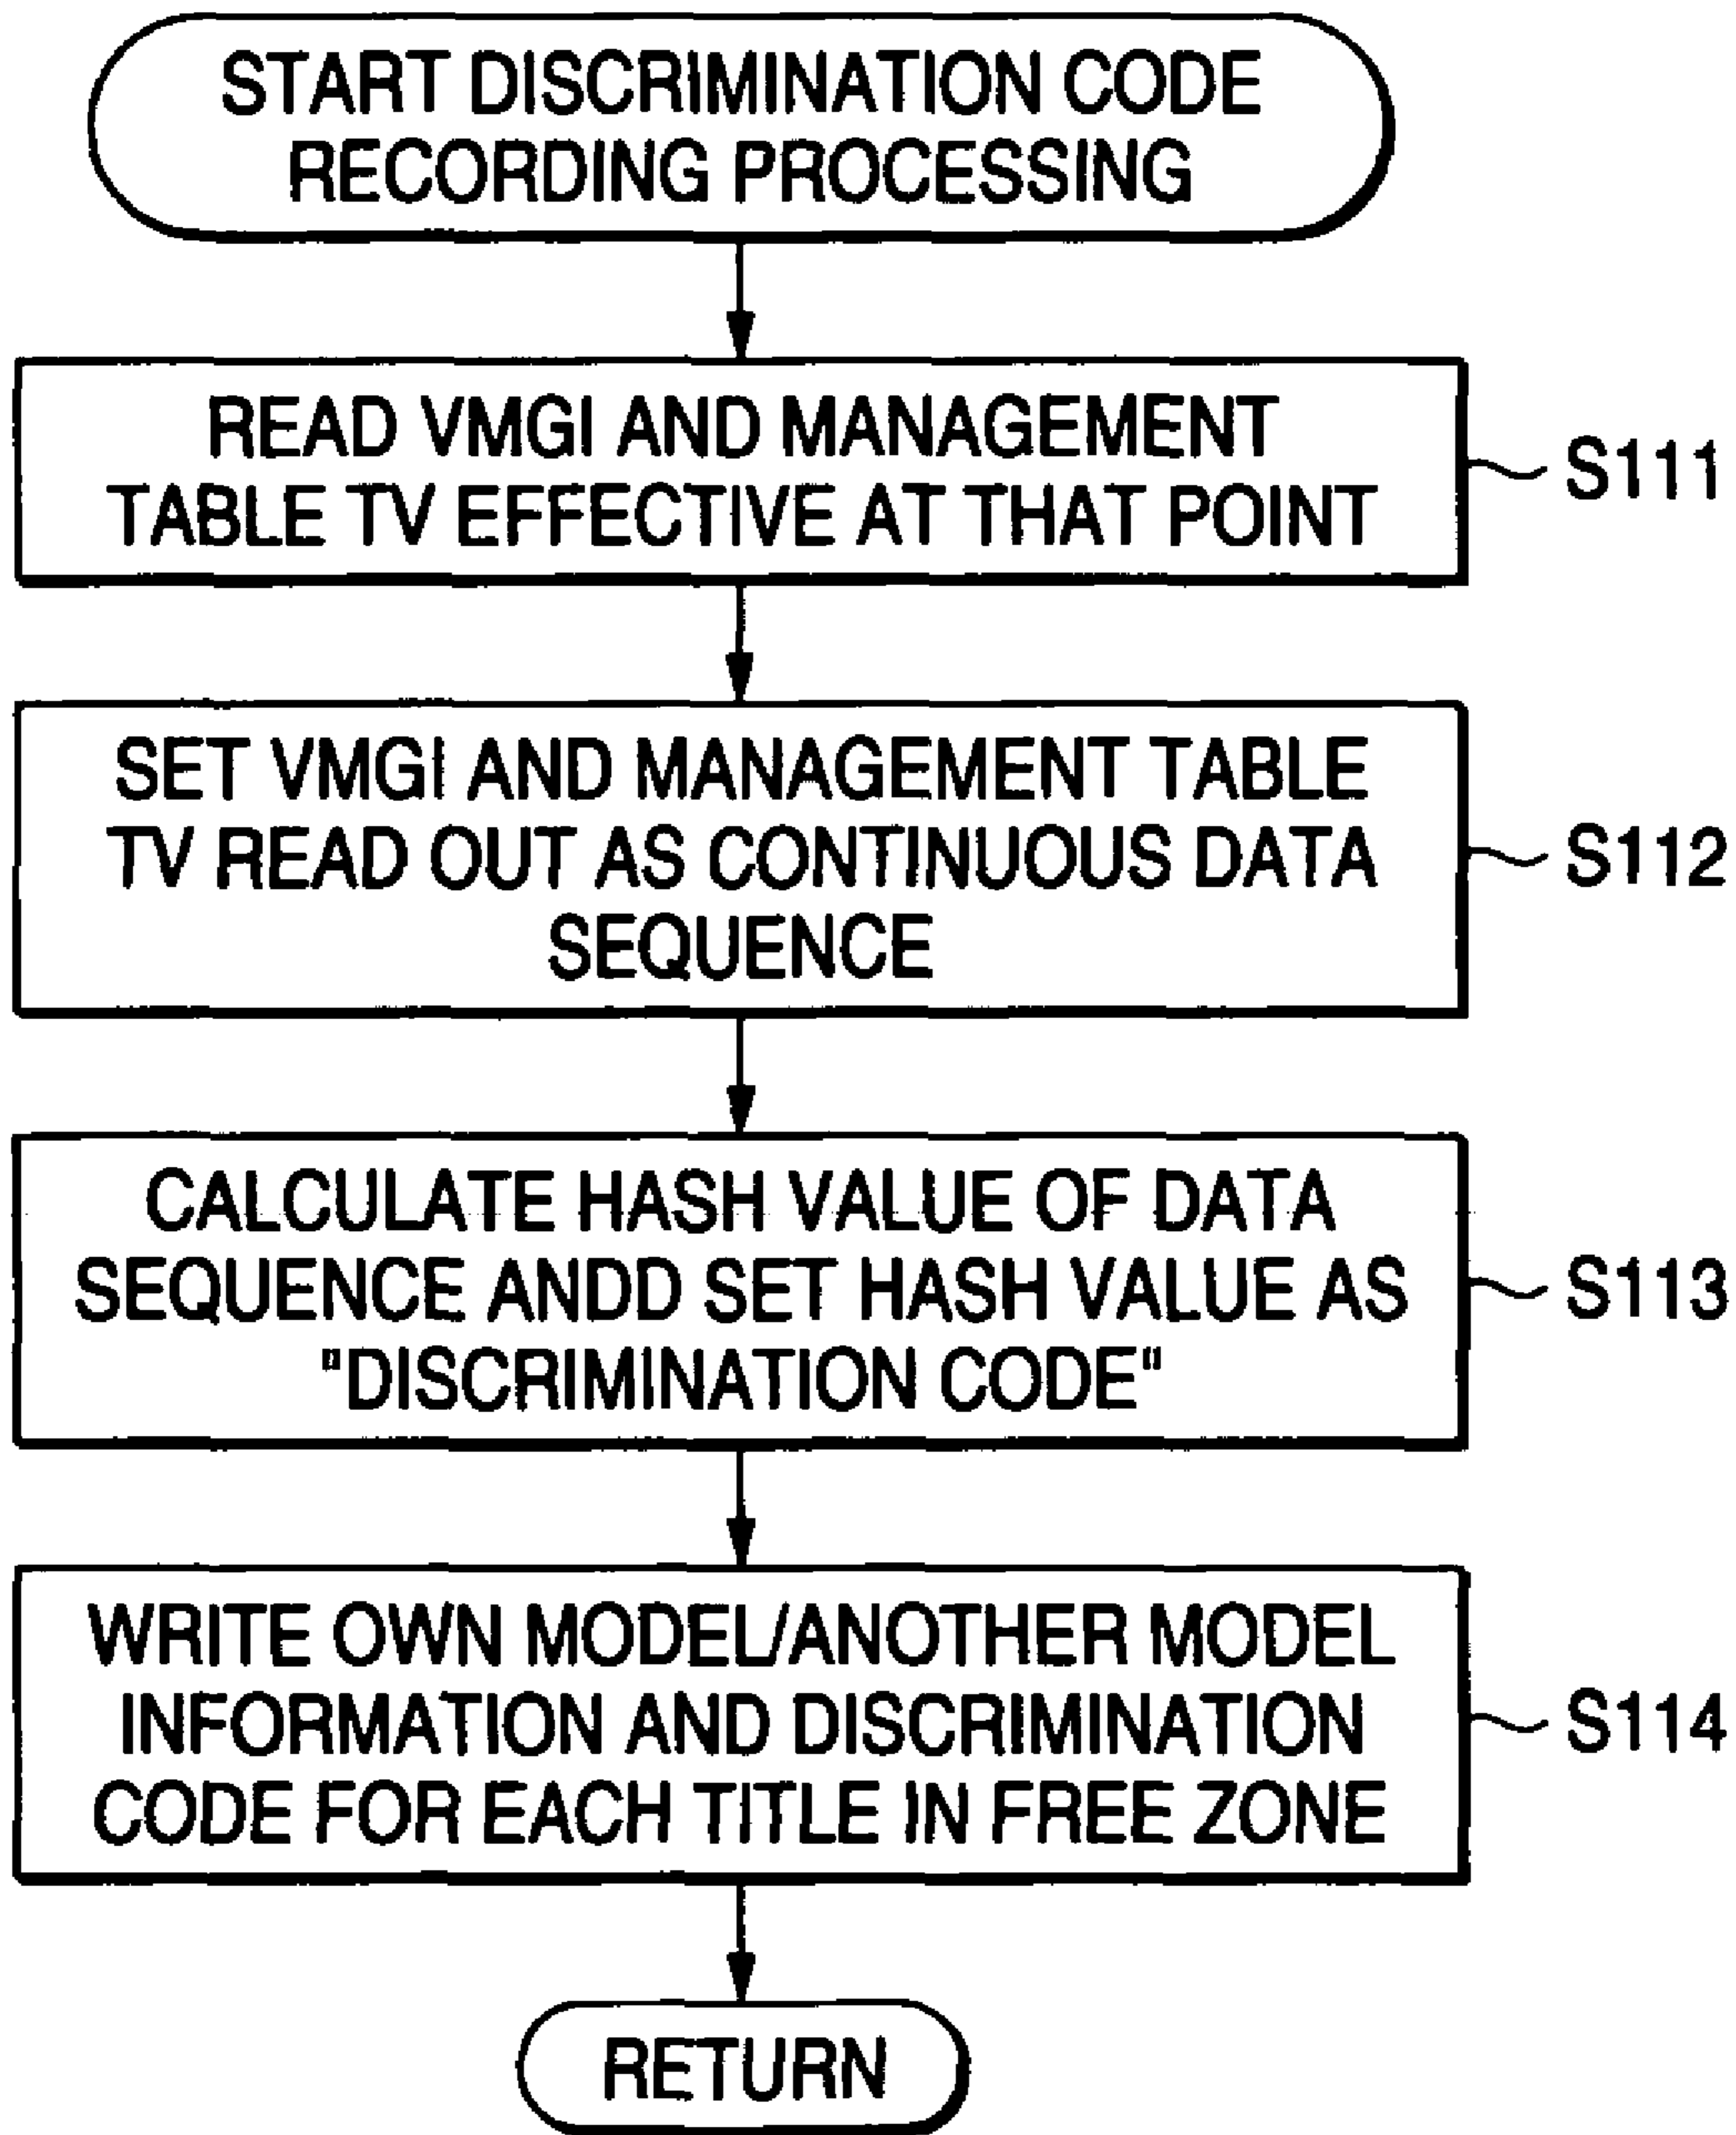 START DISCRIMINATION CODE
RECORDING PROCESSING
READ VMGI AND MANAGEMENT
TABLE TV EFFECTIVE AT THAT POINT
S111
SET VMGI AND MANAGEMENT TABLE
TV READ OUT AS CONTINUOUS DATA
SEQUENCE
S112
CALCULATE HASH VALUE OF DATA
SEQUENCE ANDD SET HASH VALUE AS
"DISCRIMINATION CODE"
S113
WRITE OWN MODEL/ANOTHER MODEL
INFORMATION AND DISCRIMINATION
CODE FOR EACH TITLE IN FREE ZONE
S114
RETURN